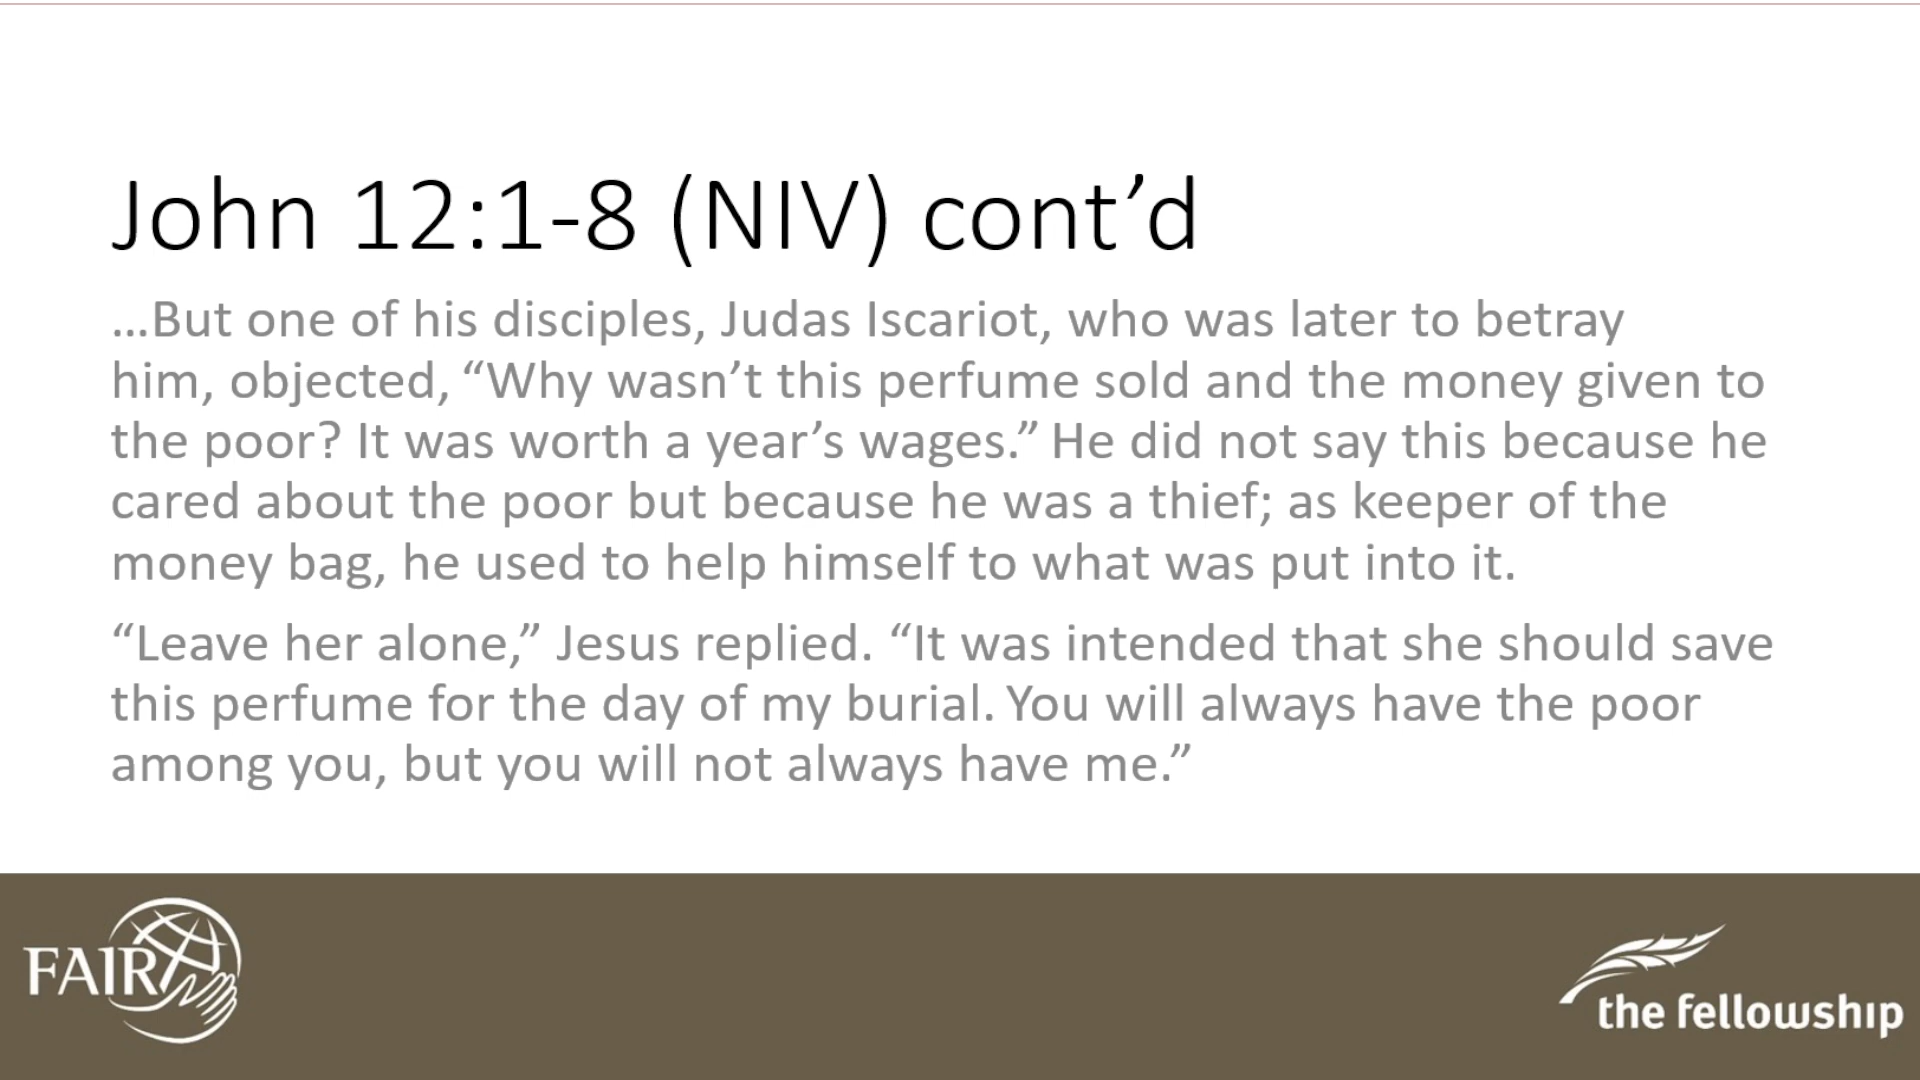 John 12:1-8 (NIV) cont’d
…But one of his disciples, Judas Iscariot, who was later to betray
him, objected, “Why wasn’t this perfume sold and the money given to
the poor? It was worth a year’s wages.” He did not say this because he
cared about the poor but because he was a thief; as keeper of the
money bag, he used to help himself to what was put into it.
“Leave her alone,” Jesus replied. “It was intended that she should save
this perfume for the day of my burial. You will always have the poor
among you, but you will not always have me.”
FAIR
the fellowship